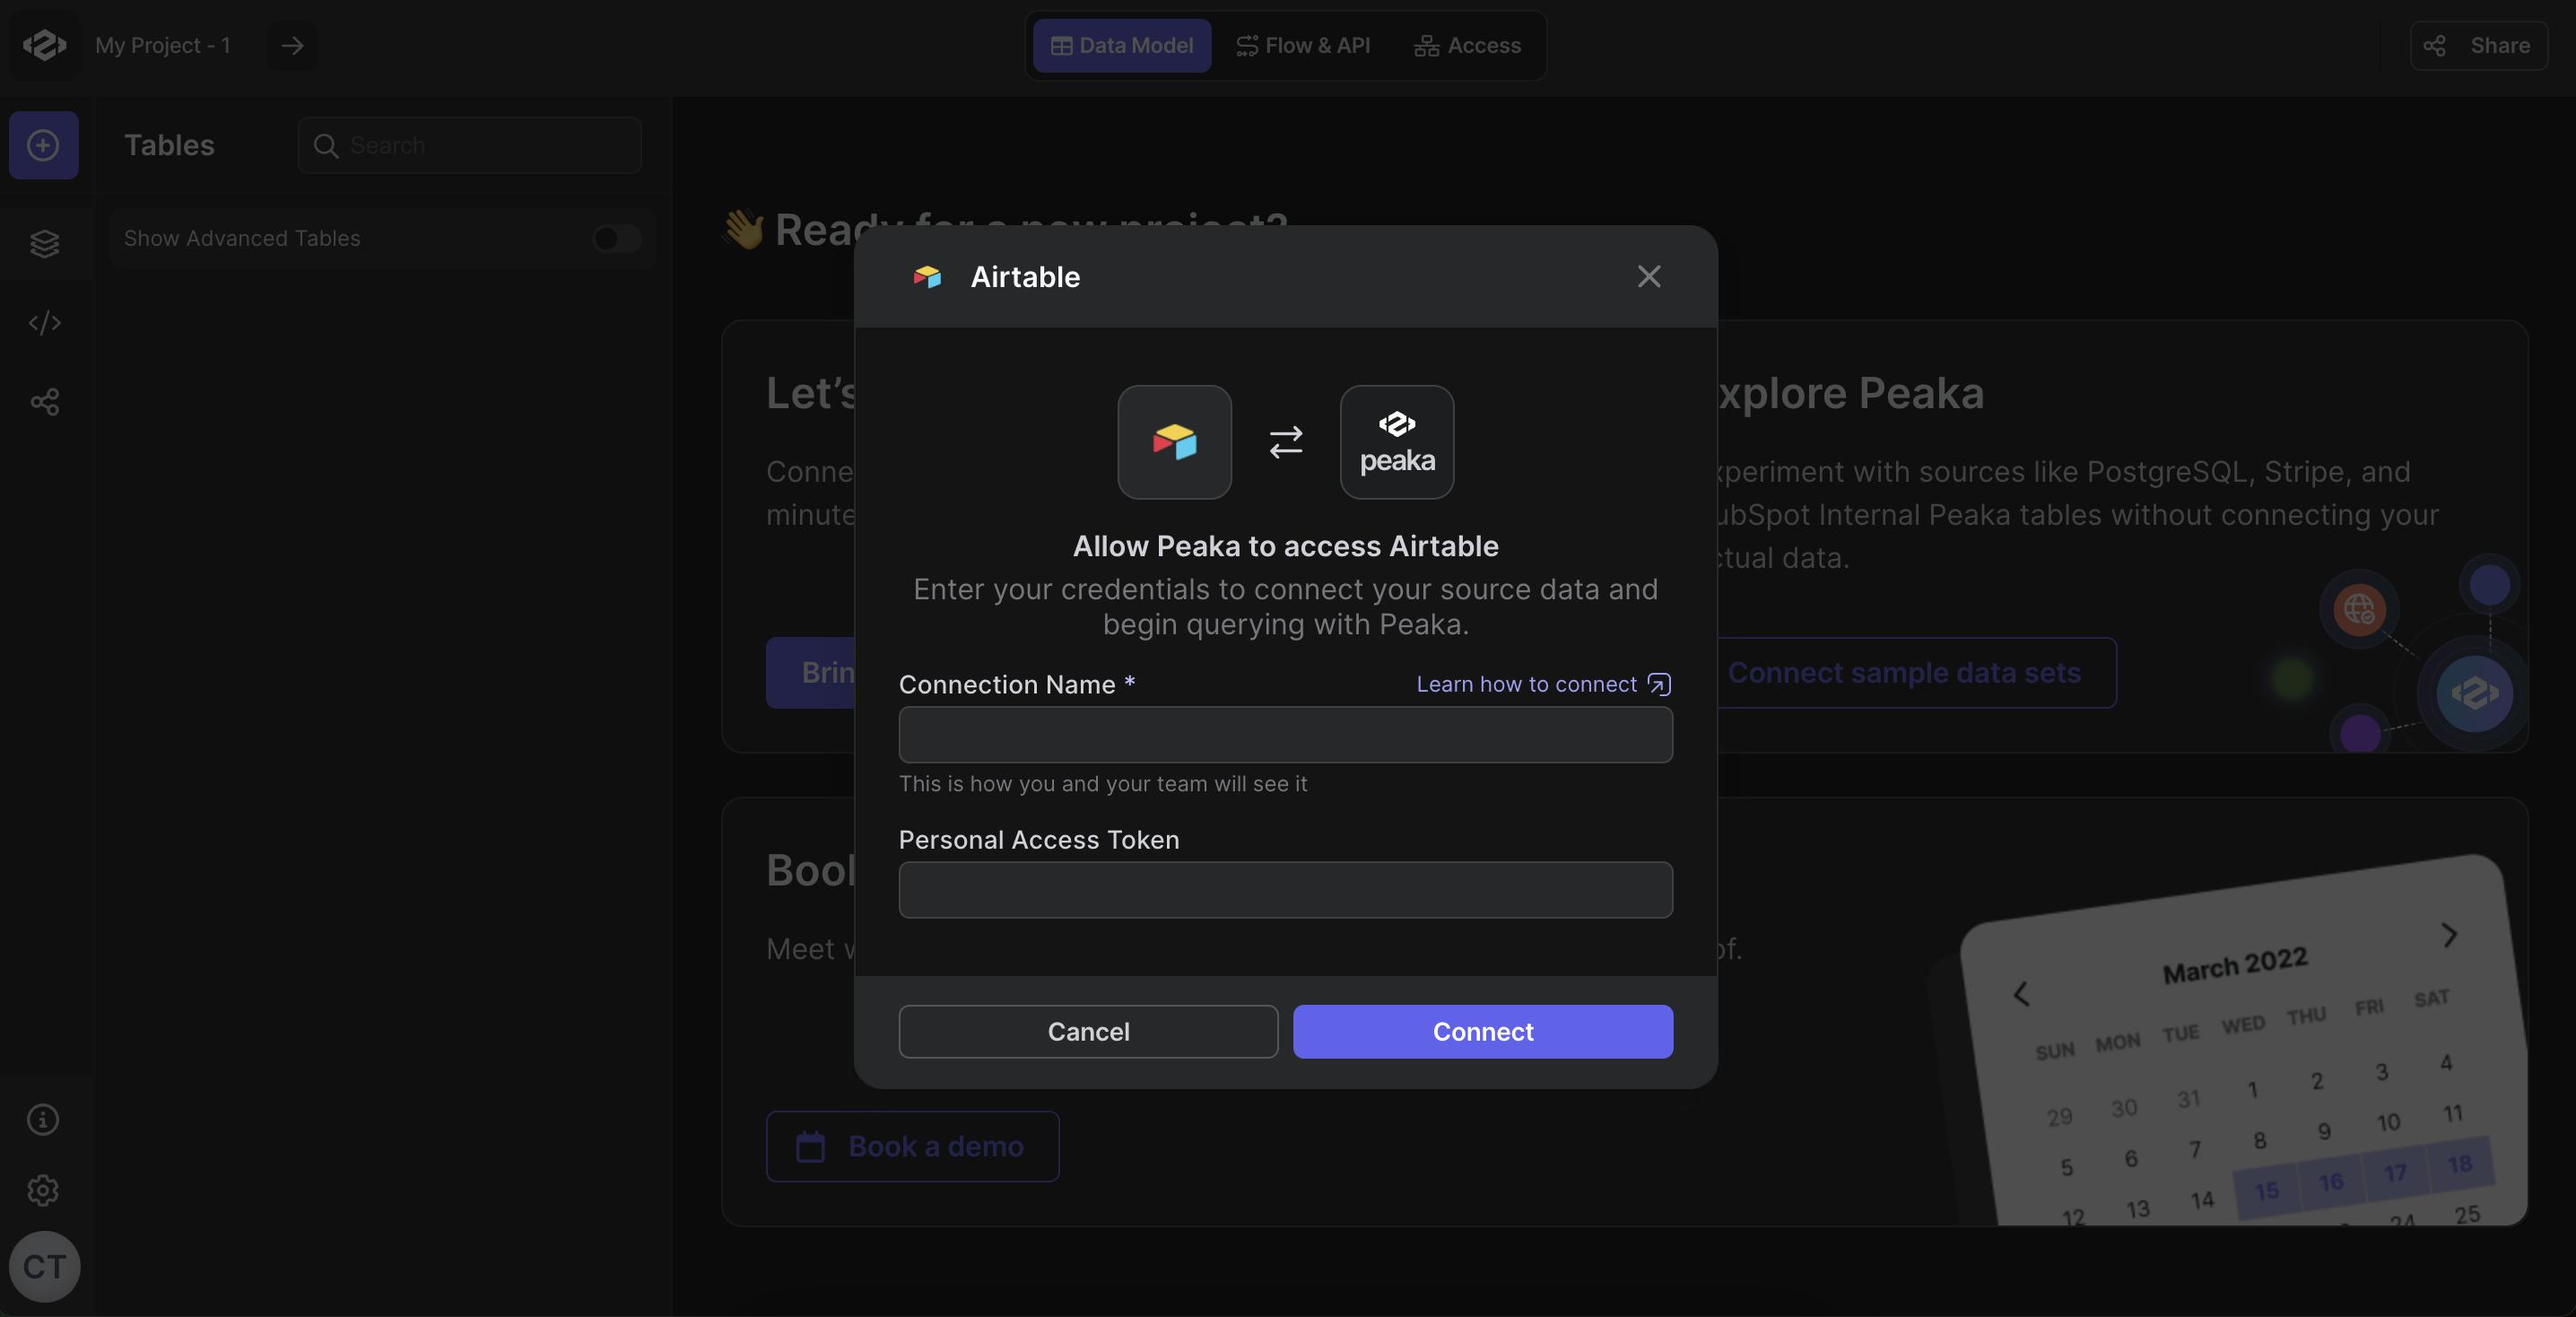 My Project - 1
Data Model
Flow & API
Access
Share
Tables
Search
Show Advanced Tables
Ready for a new project?
Airtable
Let's
xplore Peaka
peaka
Conne
minute
xperiment with sources like PostgreSQL, Stripe, and
ubSpot Internal Peaka tables without connecting your
ctual data.
Allow Peaka to access Airtable
Enter your credentials to connect your source data and
begin querying with Peaka.
Brin
Connect sample data sets
Connection Name *
Learn how to connect
This is how you and your team will see it
Personal Access Token
Boo
Meet
of.
Cancel
Connect
Book a demo
March 2022
SUN MON TUE WED THU FRI SAT
29 30 31 1 2 3 4
5 6 7 8 9 10 11
12 13 14 15 16 17 18
24 25
CT